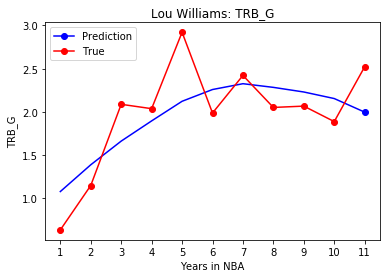 Lou Williams: TRB_G
Prediction
True
3.0
2.5
2.0
1.5
1.0
TRB_G
1 2 3 4 5 6 7 8 9 10 11
Years in NBA